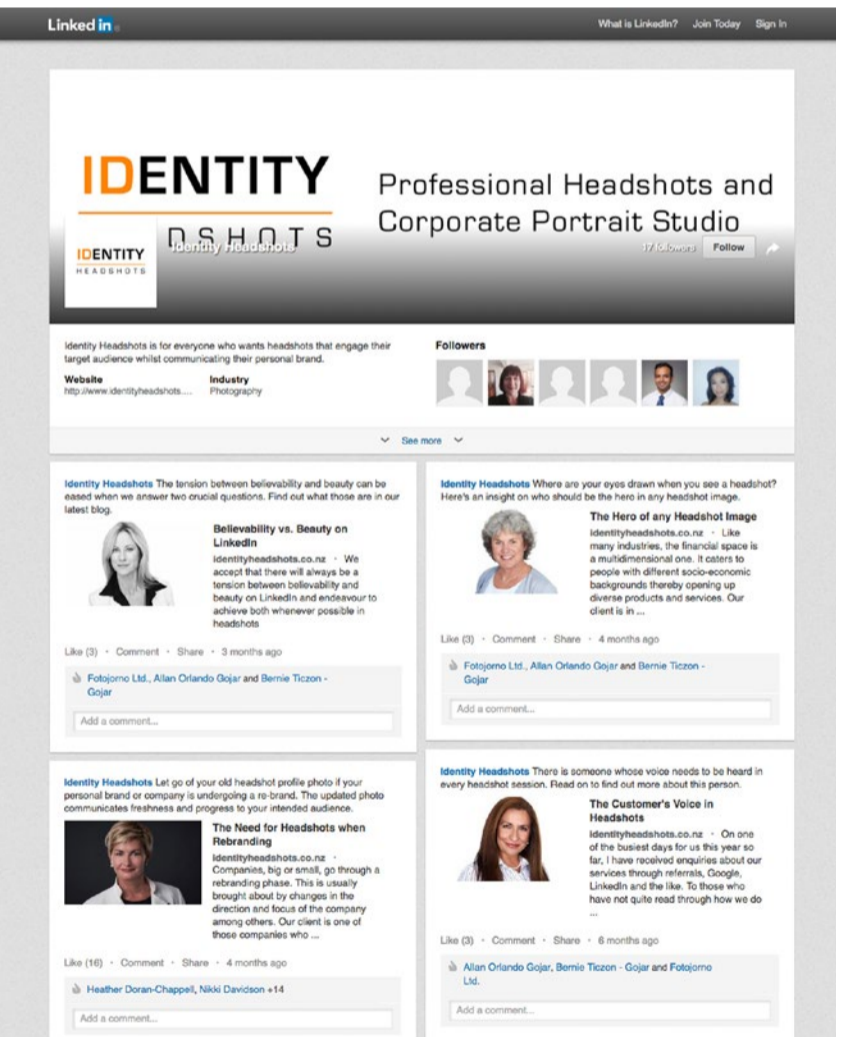 Linked in
What is LinkedIn? Join Today Sign In
IDENTITY
DSHOTS
Professional Headshots and
Corporate Portrait Studio
IDENTITY
HEADSHOTS
Identity Headshots
17 followers Follow
Identity Headshots is for everyone who wants headshots that engage their
target audience whilst communicating their personal brand.
Website Industry
http://www.identityheadshots.... Photography
Followers
See more
Identity Headshots The tension between believability and beauty can be
eased when we answer two crucial questions. Find out what those are in our
latest blog.
Believability vs. Beauty on
LinkedIn
identityheadshots.co.nz · We
accept that there will always be a
tension between believability and
beauty on LinkedIn and endeavour to
achieve both whenever possible in
headshots
Like (3) · Comment · Share · 3 months ago
Fotojorno Ltd., Allan Orlando Gojar and Bernie Ticzon -
Gojar
Add a comment...
Identity Headshots Where are your eyes drawn when you see a headshot?
Here's an insight on who should be the hero in any headshot image.
The Hero of any Headshot Image
identityheadshots.co.nz · Like
many industries, the financial space is
a multidimensional one. It caters to
people with different socio-economic
backgrounds thereby opening up
diverse products and services. Our
client is in ...
Like (3) · Comment · Share · 4 months ago
Fotojorno Ltd., Allan Orlando Gojar and Bernie Ticzon -
Gojar
Add a comment...
Identity Headshots Let go of your old headshot profile photo if your
personal brand or company is undergoing a re-brand. The updated photo
communicates freshness and progress to your intended audience.
The Need for Headshots when
Rebranding
identityheadshots.co.nz ·
Companies, big or small, go through a
rebranding phase. This is usually
brought about by changes in the
direction and focus of the company
among others. Our client is one of
those companies who ...
Like (16) · Comment · Share · 4 months ago
Heather Doran-Chappell, Nikki Davidson +14
Add a comment...
Identity Headshots There is someone whose voice needs to be heard in
every headshot session. Read on to find out more about this person.
The Customer's Voice in
Headshots
identityheadshots.co.nz · On one
of the busiest days for us this year so
far, I have received enquiries about our
services through referrals, Google,
LinkedIn and the like. To those who
have not quite read through how we do
...
Like (3) · Comment · Share · 6 months ago
Allan Orlando Gojar, Bernie Ticzon - Gojar and Fotojorno
Ltd.
Add a comment...